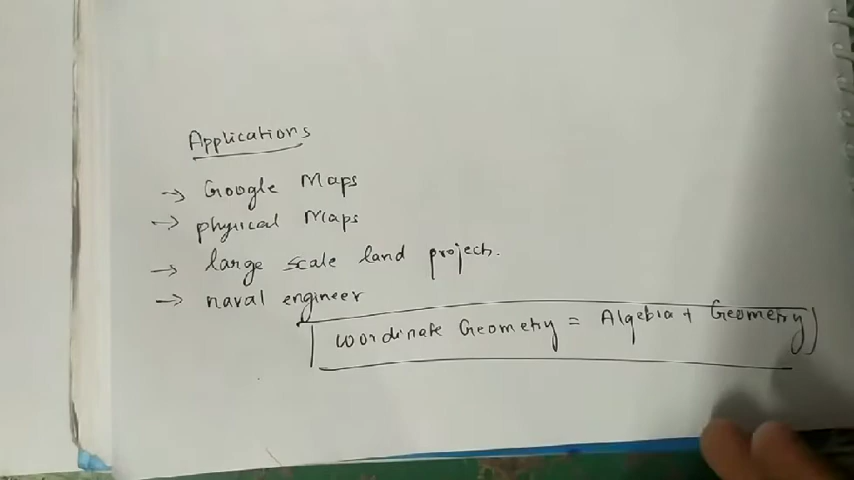 Applications
→ Google Maps
→ physical Maps
→ large scale land project.
→ naval engineer
Coordinate Geometry = Algebra + Geometry